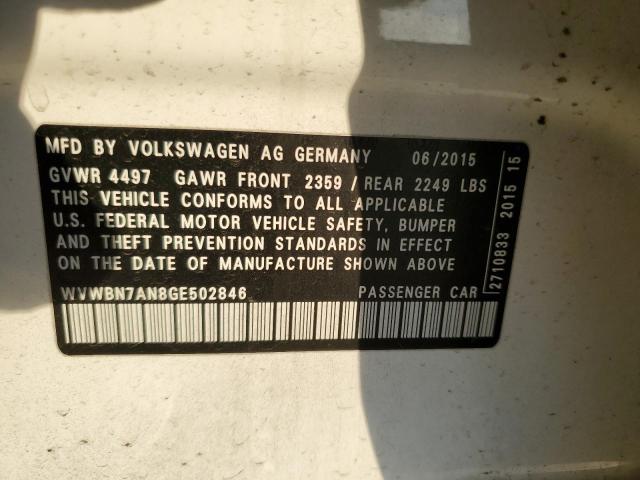 MFD BY VOLKSWAGEN AG GERMANY 06/2015
GVWR 4497 GAWR FRONT 2359 / REAR 2249 LBS
THIS VEHICLE CONFORMS TO ALL APPLICABLE
U.S. FEDERAL MOTOR VEHICLE SAFETY, BUMPER
AND THEFT PREVENTION STANDARDS IN EFFECT
ON THE DATE OF MANUFACTURE SHOWN ABOVE
WVWBN7AN8GE502846 PASSENGER CAR
2710833 2015 15